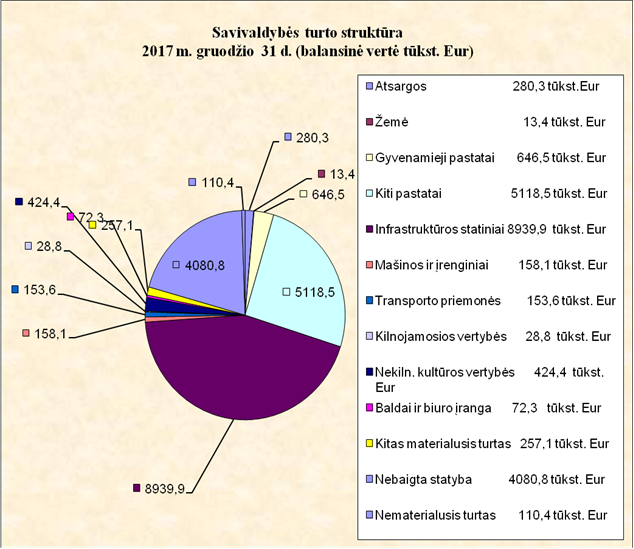 Savivaldybės turto struktūra
2017 m. gruodžio 31 d. (balansinė vertė tūkst. Eur)
280,3
13,4
110,4
646,5
424,4
72,3
257,1
28,8
4080,8
5118,5
153,6
158,1
8939,9
Atsargos 280,3 tūkst.Eur
Žemė 13,4 tūkst. Eur
Gyvenamieji pastatai 646,5 tūkst. Eur
Kiti pastatai 5118,5 tūkst. Eur
Infrastruktūros statiniai 8939,9 tūkst. Eur
Mašinos ir įrenginiai 158,1 tūkst. Eur
Transporto priemonės 153,6 tūkst. Eur
Kilnojamosios vertybės 28,8 tūkst. Eur
Nekiln. kultūros vertybės 424,4 tūkst.
Eur
Baldai ir biuro įranga 72,3 tūkst. Eur
Kitas materialusis turtas 257,1 tūkst. Eur
Nebaigta statyba 4080,8 tūkst. Eur
Nematerialusis turtas 110,4 tūkst. Eur